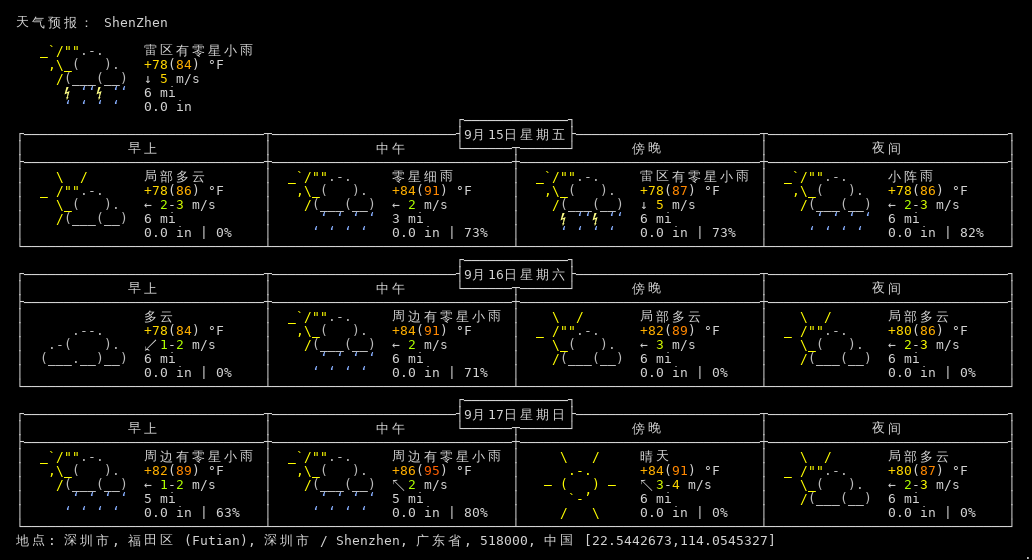 天气预报： ShenZhen
雷区有零星小雨
+78(84) °F
↓ 5 m/s
6 mi
0.0 in
9月15日星期五
早上 中午 傍晚 夜间
局部多云 零星细雨 雷区有零星小雨 小阵雨
+78(86) °F +84(91) °F +78(87) °F +78(86) °F
← 2-3 m/s ← 2 m/s ↓ 5 m/s ← 2-3 m/s
6 mi 3 mi 6 mi 6 mi
0.0 in | 0% 0.0 in | 73% 0.0 in | 73% 0.0 in | 82%
9月16日星期六
早上 中午 傍晚 夜间
多云 周边有零星小雨 局部多云 局部多云
+78(84) °F +84(91) °F +82(89) °F +80(86) °F
↙ 1-2 m/s ← 2 m/s ← 3 m/s ← 2-3 m/s
6 mi 6 mi 6 mi 6 mi
0.0 in | 0% 0.0 in | 71% 0.0 in | 0% 0.0 in | 0%
9月17日星期日
早上 中午 傍晚 夜间
周边有零星小雨 周边有零星小雨 晴天 局部多云
+82(89) °F +86(95) °F +84(91) °F +80(87) °F
← 1-2 m/s ↖ 2 m/s ↖ 3-4 m/s ← 2-3 m/s
5 mi 5 mi 6 mi 6 mi
0.0 in | 63% 0.0 in | 80% 0.0 in | 0% 0.0 in | 0%
地点: 深圳市, 福田区 (Futian), 深圳市 / Shenzhen, 广东省, 518000, 中国 [22.5442673,114.0545327]